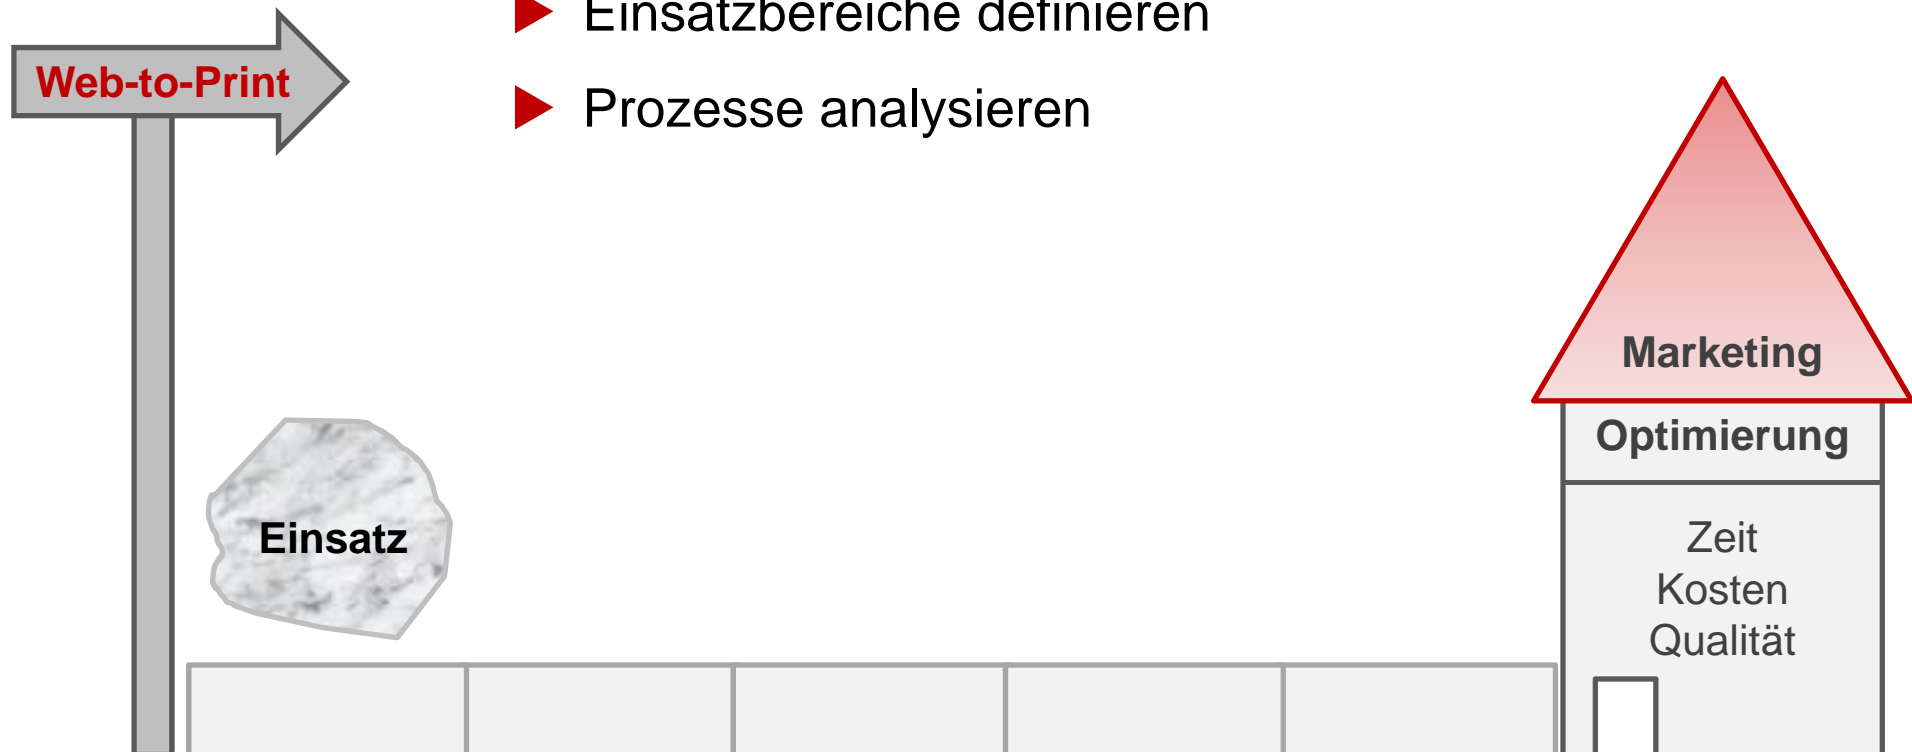 Einsatzbereiche definieren
Web-to-Print
Prozesse analysieren
Marketing
Optimierung
Einsatz
Zeit
Kosten
Qualität